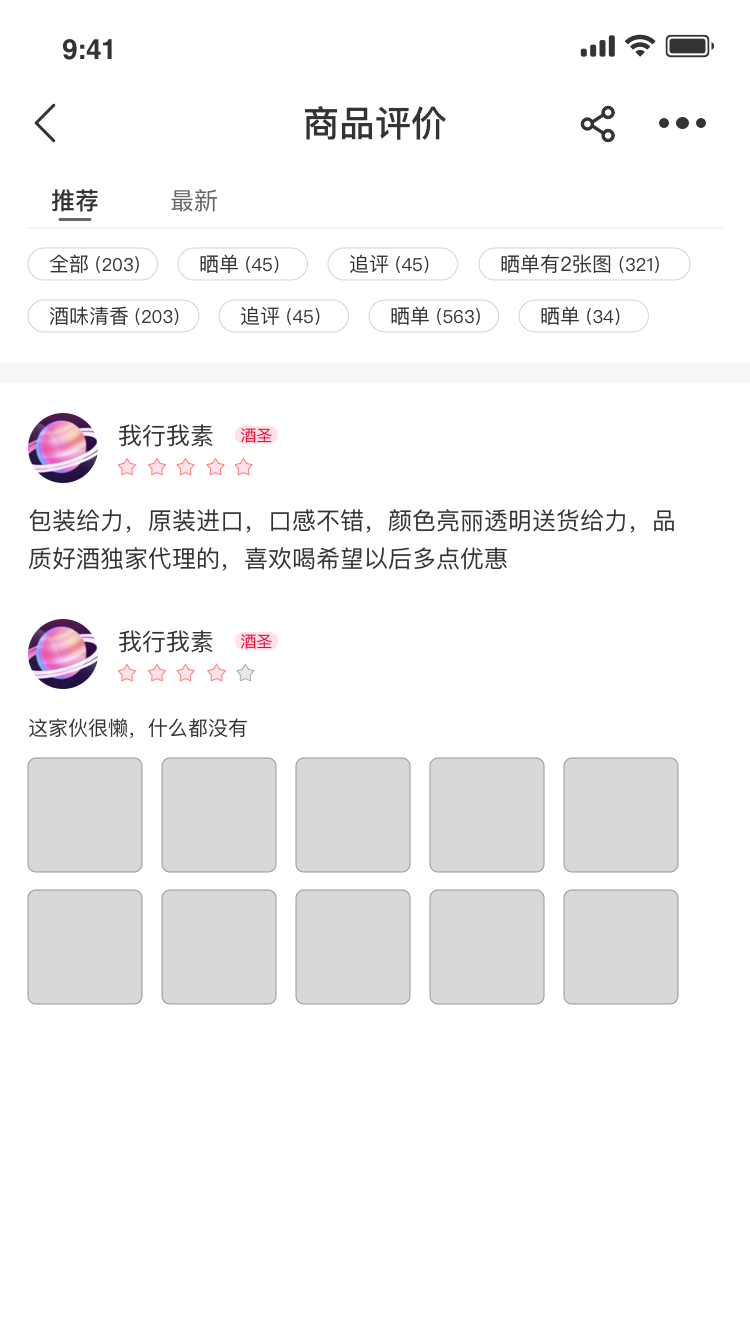 9:41
商品评价
推荐 最新
全部 (203) 晒单 (45) 追评 (45) 晒单有2张图 (321)
酒味清香 (203) 追评 (45) 晒单 (563) 晒单 (34)
我行我素 酒圣
包装给力，原装进口，口感不错，颜色亮丽透明送货给力，品
质好酒独家代理的，喜欢喝希望以后多点优惠
我行我素 酒圣
这家伙很懒，什么都没有